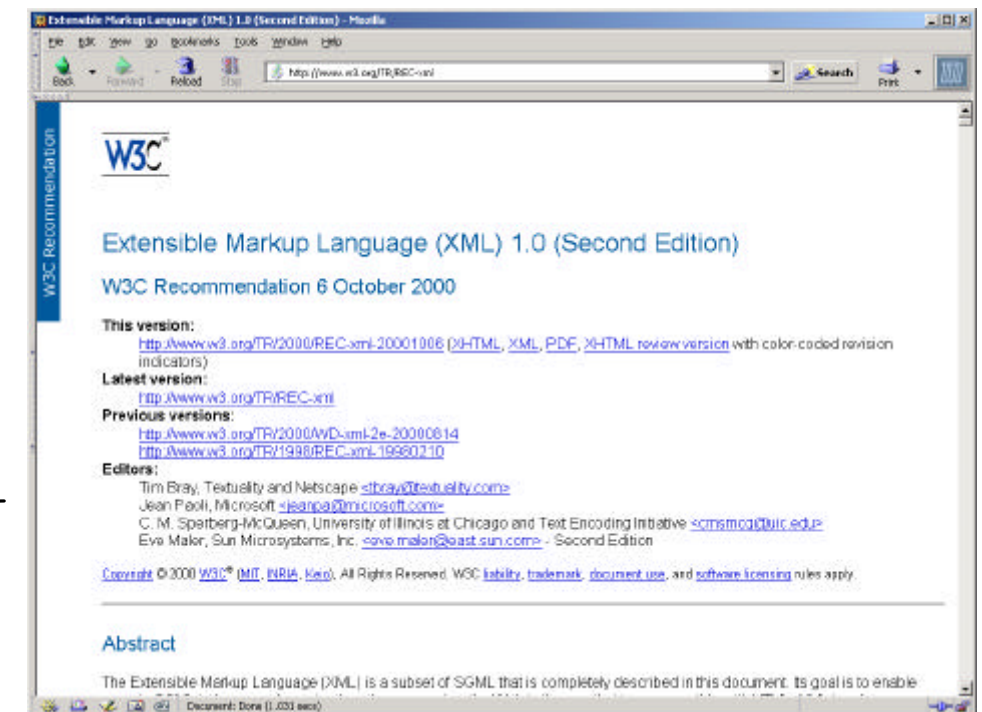 Extensible Markup Language (XML) 1.0 (Second Edition) - Mozilla
File Edit View Go Bookmarks Tools Window Help
Back Forward Reload Stop http://www.w3.org/TR/REC-xml Search Print
W3C Recommendation
W3C®
Extensible Markup Language (XML) 1.0 (Second Edition)
W3C Recommendation 6 October 2000
This version:
http://www.w3.org/TR/2000/REC-xml-20001006 (XHTML, XML, PDF, XHTML review version with color-coded revision
indicators)
Latest version:
http://www.w3.org/TR/REC-xml
Previous versions:
http://www.w3.org/TR/2000/WD-xml-2e-20000814
http://www.w3.org/TR/1998/REC-xml-19980210
Editors:
Tim Bray, Textuality and Netscape <tbray@textuality.com>
Jean Paoli, Microsoft <jeanpa@microsoft.com>
C. M. Sperberg-McQueen, University of Illinois at Chicago and Text Encoding Initiative <cmsmcq@uic.edu>
Eve Maler, Sun Microsystems, Inc. <eve.maler@east.sun.com> - Second Edition
Copyright © 2000 W3C® (MIT, INRIA, Keio), All Rights Reserved. W3C liability, trademark, document use, and software licensing rules apply.
Abstract
The Extensible Markup Language (XML) is a subset of SGML that is completely described in this document. Its goal is to enable
Document: Done (1.031 secs)